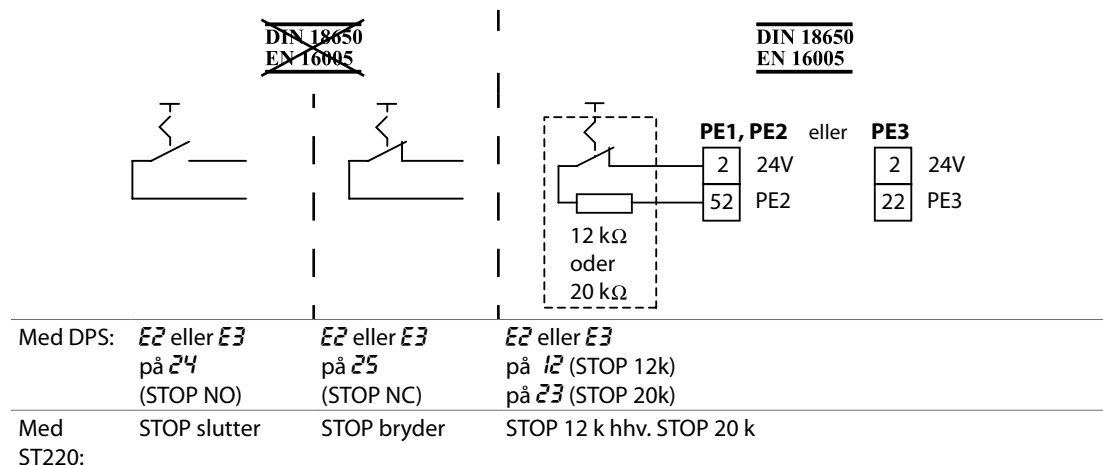 DIN 18650
EN 16005
DIN 18650
EN 16005
PE1, PE2 eller PE3
2 24V 2 24V
52 PE2 22 PE3
12 kΩ
oder
20 kΩ
Med DPS: E2 eller E3 E2 eller E3 E2 eller E3
på 24 på 25 på 12 (STOP 12k)
(STOP NO) (STOP NC) på 23 (STOP 20k)
Med STOP slutter STOP bryder STOP 12 k hhv. STOP 20 k
ST220: